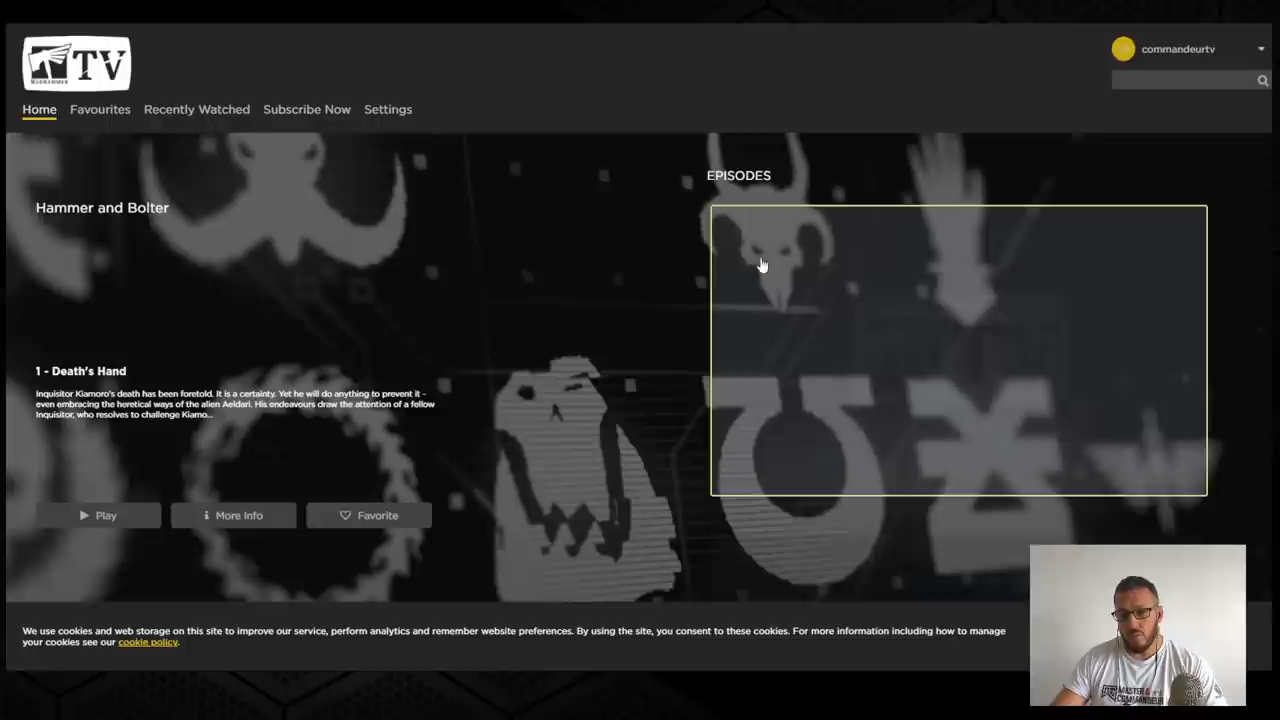 TV
commandeurtv
Home Favourites Recently Watched Subscribe Now Settings
EPISODES
Hammer and Bolter
1 - Death's Hand
Inquisitor Kiamoro's death has been foretold. It is a certainty. Yet he will do anything to prevent it -
even embracing the heretical ways of the alien Aeldari. His endeavours draw the attention of a fellow
Inquisitor, who resolves to challenge Kiamo...
Play More Info Favorite
We use cookies and web storage on this site to improve our service, perform analytics and remember website preferences. By using the site, you consent to these cookies. For more information including how to manage
your cookies see our cookie policy.
MASTER
COMMANDEUR